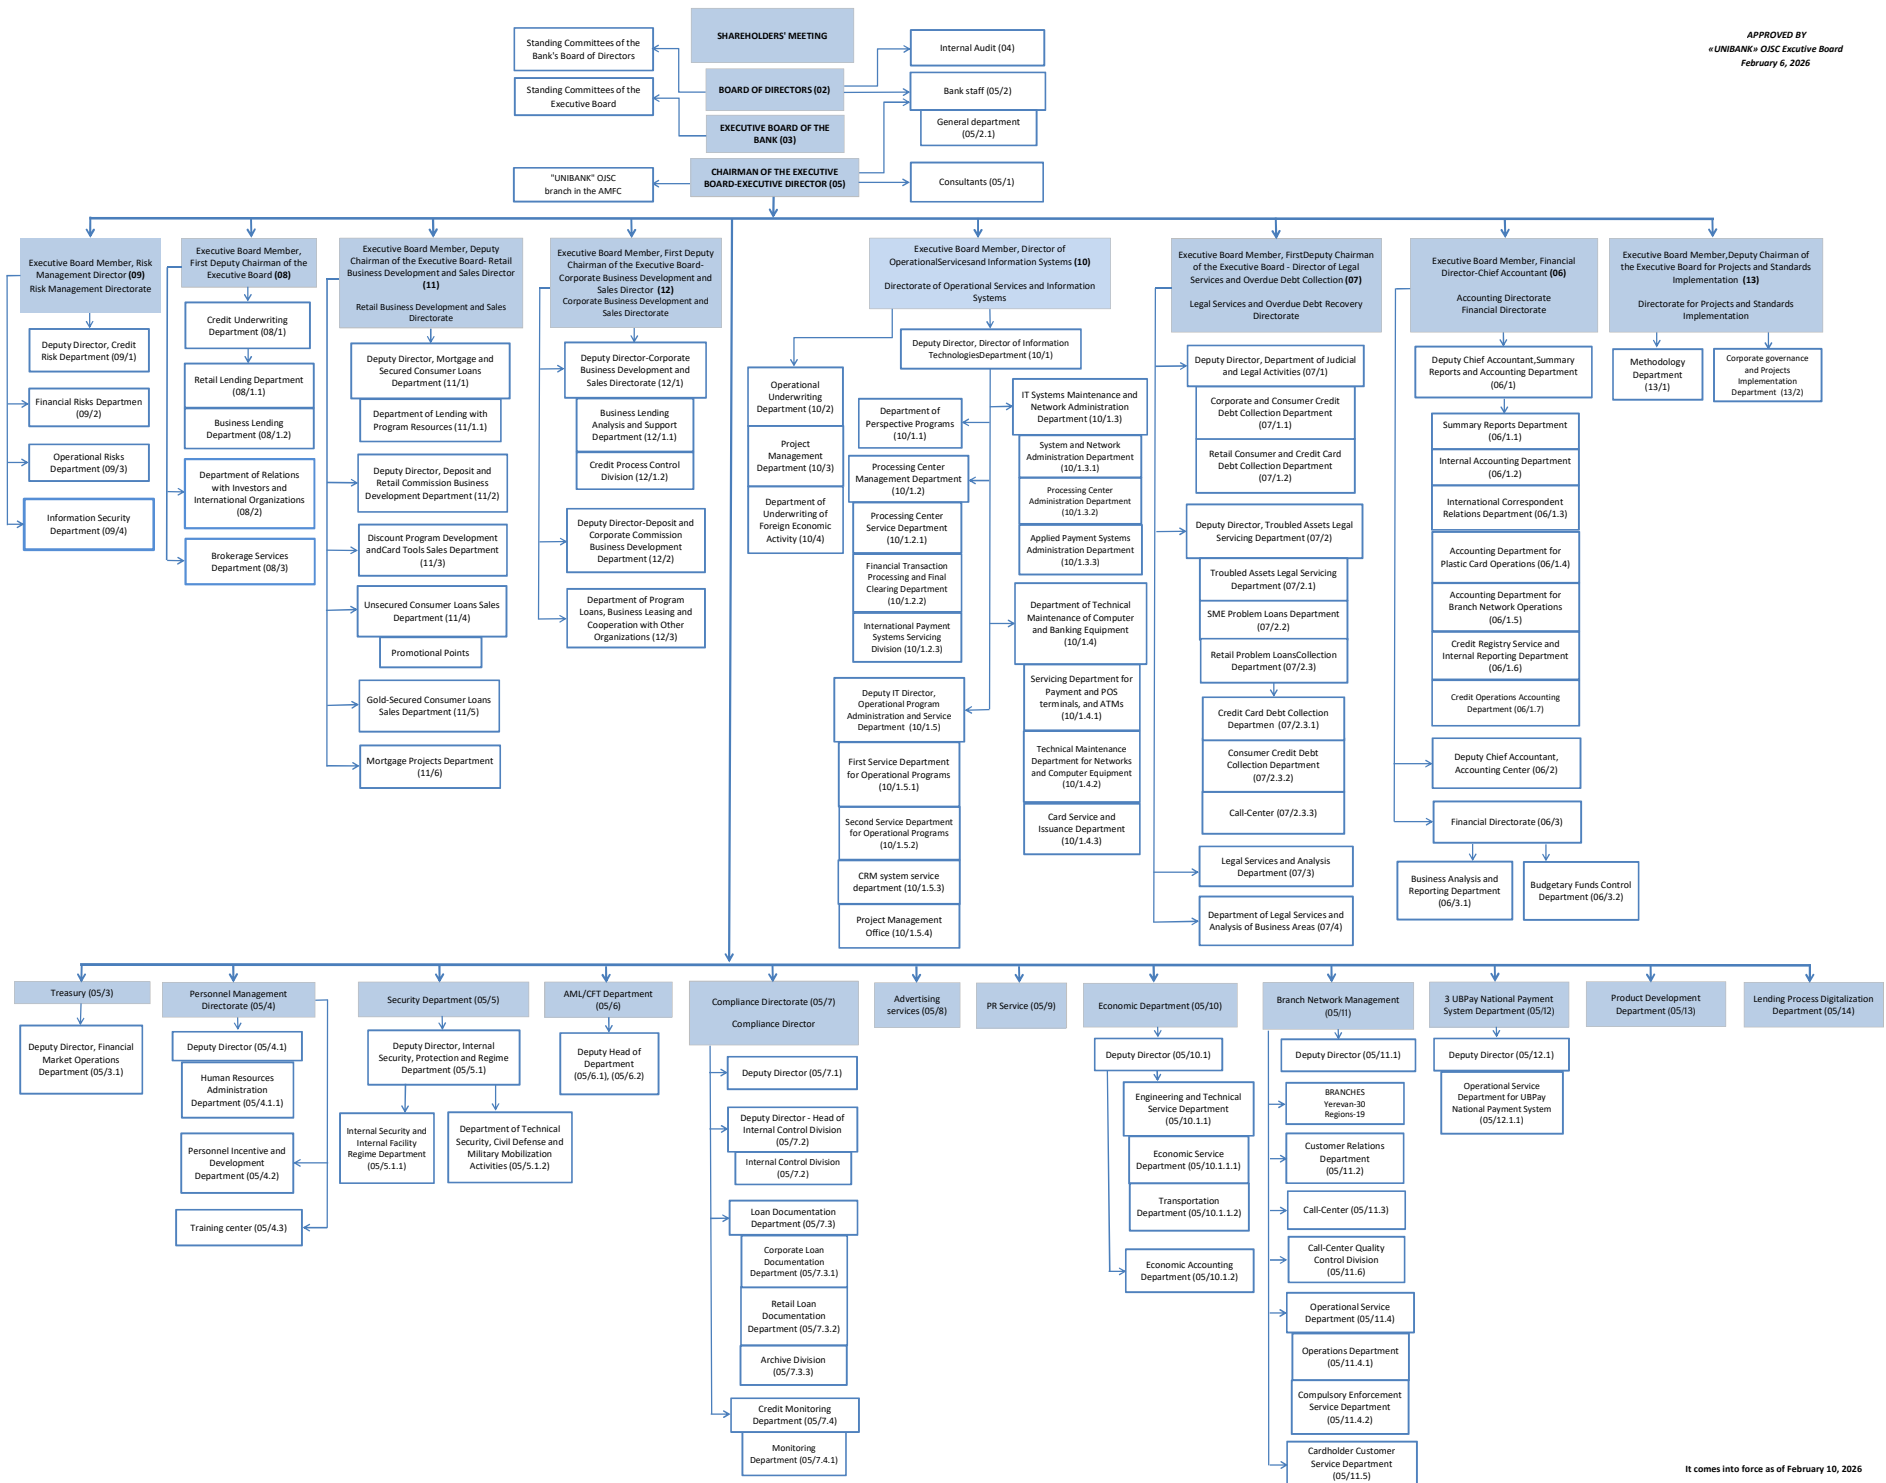 SHAREHOLDERS' MEETING
Standing Committees of the
Bank's Board of Directors
Internal Audit (04)
APPROVED BY
«UNIBANK» OJSC Excutive Board
February 6, 2026
BOARD OF DIRECTORS (02)
Standing Committees of the
Executive Board
Bank staff (05/2)
General department
(05/2.1)
EXECUTIVE BOARD OF THE
BANK (03)
CHAIRMAN OF THE EXECUTIVE
BOARD-EXECUTIVE DIRECTOR (05)
"UNIBANK" OJSC
branch in the AMFC
Consultants (05/1)
Executive Board Member, Risk
Management Director (09)
Risk Management Directorate
Deputy Director, Credit
Risk Department (09/1)
Financial Risks Departmen
(09/2)
Operational Risks
Department (09/3)
Information Security
Department (09/4)
Executive Board Member,
First Deputy Chairman of the
Executive Board (08)
Credit Underwriting
Department (08/1)
Retail Lending Department
(08/1.1)
Business Lending
Department (08/1.2)
Department of Relations
with Investors and
International Organizations
(08/2)
Brokerage Services
Department (08/3)
Executive Board Member, Deputy
Chairman of the Executive Board- Retail
Business Development and Sales Director
(11)
Retail Business Development and Sales
Directorate
Deputy Director, Mortgage and
Secured Consumer Loans
Department (11/1)
Department of Lending with
Program Resources (11/1.1)
Deputy Director, Deposit and
Retail Commission Business
Development Department (11/2)
Discount Program Development
andCard Tools Sales Department
(11/3)
Unsecured Consumer Loans Sales
Department (11/4)
Promotional Points
Gold-Secured Consumer Loans
Sales Department (11/5)
Mortgage Projects Department
(11/6)
Executive Board Member, First Deputy
Chairman of the Executive Board-
Corporate Business Development and
Sales Director (12)
Corporate Business Development and
Sales Directorate
Deputy Director-Corporate
Business Development and
Sales Directorate (12/1)
Business Lending
Analysis and Support
Department (12/1.1)
Credit Process Control
Division (12/1.2)
Deputy Director-Deposit and
Corporate Commission
Business Development
Department (12/2)
Department of Program
Loans, Business Leasing and
Cooperation with Other
Organizations (12/3)
Executive Board Member, Director of
OperationalServicesand Information Systems (10)
Directorate of Operational Services and Information
Systems
Deputy Director, Director of Information
TechnologiesDepartment (10/1)
Operational
Underwriting
Department (10/2)
Project
Management
Department (10/3)
Department of
Underwriting of
Foreign Economic
Activity (10/4)
Department of
Perspective Programs
(10/1.1)
Processing Center
Management Department
(10/1.2)
Processing Center
Service Department
(10/1.2.1)
Financial Transaction
Processing and Final
Clearing Department
(10/1.2.2)
International Payment
Systems Servicing
Division (10/1.2.3)
Deputy IT Director,
Operational Program
Administration and Service
Department (10/1.5)
First Service Department
for Operational Programs
(10/1.5.1)
Second Service Department
for Operational Programs
(10/1.5.2)
CRM system service
department (10/1.5.3)
Project Management
Office (10/1.5.4)
IT Systems Maintenance and
Network Administration
Department (10/1.3)
System and Network
Administration Department
(10/1.3.1)
Processing Center
Administration Department
(10/1.3.2)
Applied Payment Systems
Administration Department
(10/1.3.3)
Department of Technical
Maintenance of Computer
and Banking Equipment
(10/1.4)
Servicing Department for
Payment and POS
terminals, and ATMs
(10/1.4.1)
Technical Maintenance
Department for Networks
and Computer Equipment
(10/1.4.2)
Card Service and
Issuance Department
(10/1.4.3)
Executive Board Member, FirstDeputy Chairman
of the Executive Board - Director of Legal
Services and Overdue Debt Collection (07)
Legal Services and Overdue Debt Recovery
Directorate
Deputy Director, Department of Judicial
and Legal Activities (07/1)
Corporate and Consumer Credit
Debt Collection Department
(07/1.1)
Retail Consumer and Credit Card
Debt Collection Department
(07/1.2)
Deputy Director, Troubled Assets Legal
Servicing Department (07/2)
Troubled Assets Legal Servicing
Department (07/2.1)
SME Problem Loans Department
(07/2.2)
Retail Problem LoansCollection
Department (07/2.3)
Credit Card Debt Collection
Departmen (07/2.3.1)
Consumer Credit Debt
Collection Department
(07/2.3.2)
Call-Center (07/2.3.3)
Legal Services and Analysis
Department (07/3)
Department of Legal Services and
Analysis of Business Areas (07/4)
Executive Board Member, Financial
Director-Chief Accountant (06)
Accounting Directorate
Financial Directorate
Deputy Chief Accountant,Summary
Reports and Accounting Department
(06/1)
Summary Reports Department
(06/1.1)
Internal Accounting Department
(06/1.2)
International Correspondent
Relations Department (06/1.3)
Accounting Department for
Plastic Card Operations (06/1.4)
Accounting Department for
Branch Network Operations
(06/1.5)
Credit Registry Service and
Internal Reporting Department
(06/1.6)
Credit Operations Accounting
Department (06/1.7)
Deputy Chief Accountant,
Accounting Center (06/2)
Financial Directorate (06/3)
Business Analysis and
Reporting Department
(06/3.1)
Budgetary Funds Control
Department (06/3.2)
Executive Board Member,Deputy Chairman of
the Executive Board for Projects and Standards
Implementation (13)
Directorate for Projects and Standards
Implementation
Methodology
Department
(13/1)
Corporate governance
and Projects
Implementation
Department (13/2)
Treasury (05/3)
Deputy Director, Financial
Market Operations
Department (05/3.1)
Personnel Management
Directorate (05/4)
Deputy Director (05/4.1)
Human Resources
Administration
Department (05/4.1.1)
Personnel Incentive and
Development
Department (05/4.2)
Training center (05/4.3)
Security Department (05/5)
Deputy Director, Internal
Security, Protection and Regime
Department (05/5.1)
Internal Security and
Internal Facility
Regime Department
(05/5.1.1)
Department of Technical
Security, Civil Defense and
Military Mobilization
Activities (05/5.1.2)
AML/CFT Department
(05/6)
Deputy Head of
Department
(05/6.1), (05/6.2)
Compliance Directorate (05/7)
Compliance Director
Deputy Director (05/7.1)
Deputy Director - Head of
Internal Control Division
(05/7.2)
Internal Control Division
(05/7.2)
Loan Documentation
Department (05/7.3)
Corporate Loan
Documentation
Department (05/7.3.1)
Retail Loan
Documentation
Department (05/7.3.2)
Archive Division
(05/7.3.3)
Credit Monitoring
Department (05/7.4)
Monitoring
Department (05/7.4.1)
Advertising
services (05/8)
PR Service (05/9)
Economic Department (05/10)
Deputy Director (05/10.1)
Engineering and Technical
Service Department
(05/10.1.1)
Economic Service
Department (05/10.1.1.1)
Transportation
Department (05/10.1.1.2)
Economic Accounting
Department (05/10.1.2)
Branch Network Management
(05/11)
Deputy Director (05/11.1)
BRANCHES
Yerevan-30
Regions-19
Customer Relations
Department
(05/11.2)
Call-Center (05/11.3)
Call-Center Quality
Control Division
(05/11.6)
Operational Service
Department (05/11.4)
Operations Department
(05/11.4.1)
Compulsory Enforcement
Service Department
(05/11.4.2)
Cardholder Customer
Service Department
(05/11.5)
3 UBPay National Payment
System Department (05/12)
Deputy Director (05/12.1)
Operational Service
Department for UBPay
National Payment System
(05/12.1.1)
Product Development
Department (05/13)
Lending Process Digitalization
Department (05/14)
It comes into force as of February 10, 2026